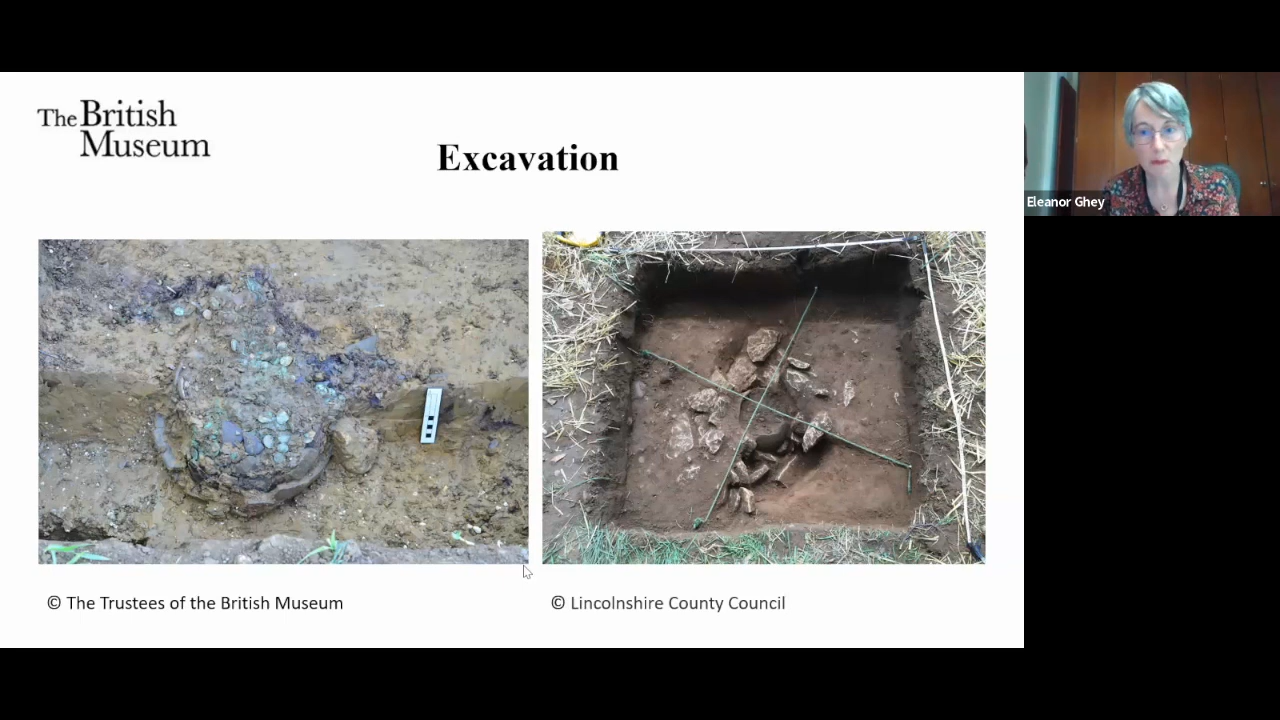 The British
Museum
Excavation
Eleanor Ghey
© The Trustees of the British Museum
© Lincolnshire County Council